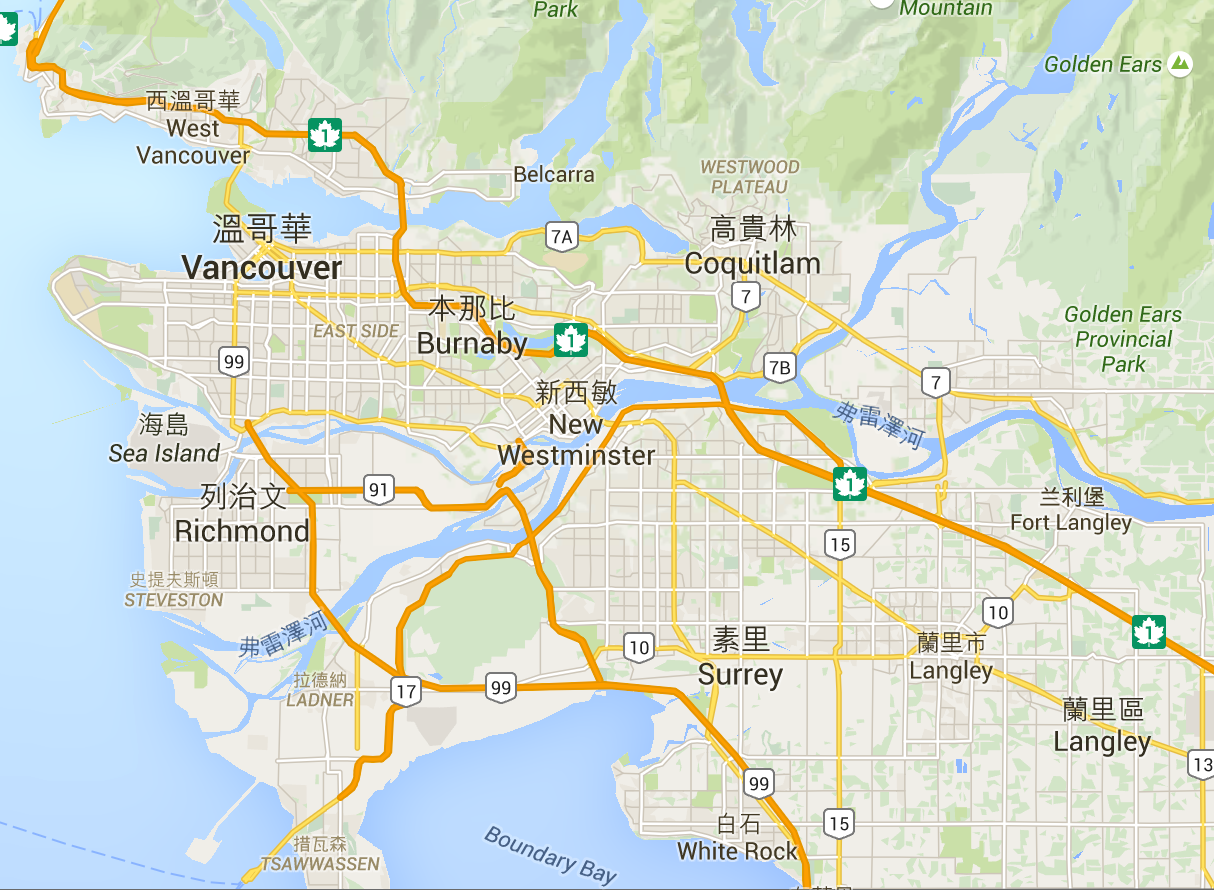 Park
Mountain
Golden Ears
西溫哥華
West
Vancouver
1
Belcarra
WESTWOOD
PLATEAU
溫哥華
Vancouver
7A
高貴林
Coquitlam
7
本那比
Burnaby
EAST SIDE
1
Golden Ears
Provincial
Park
99
7B
7
新西敏
New
Westminster
海島
Sea Island
弗雷澤河
列治文
Richmond
91
1
兰利堡
Fort Langley
15
史提夫斯頓
STEVESTON
弗雷澤河
10
1
10
素里
Surrey
蘭里市
Langley
拉德納
LADNER
17
99
蘭里區
Langley
13
99
白石
White Rock
15
措瓦森
TSAWWASSEN
Boundary Bay